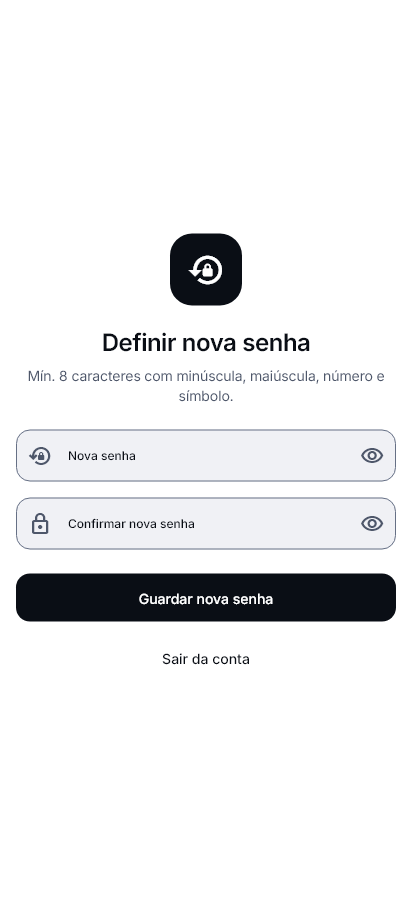 Definir nova senha
Mín. 8 caracteres com minúscula, maiúscula, número e
símbolo.
Nova senha
Confirmar nova senha
Guardar nova senha
Sair da conta